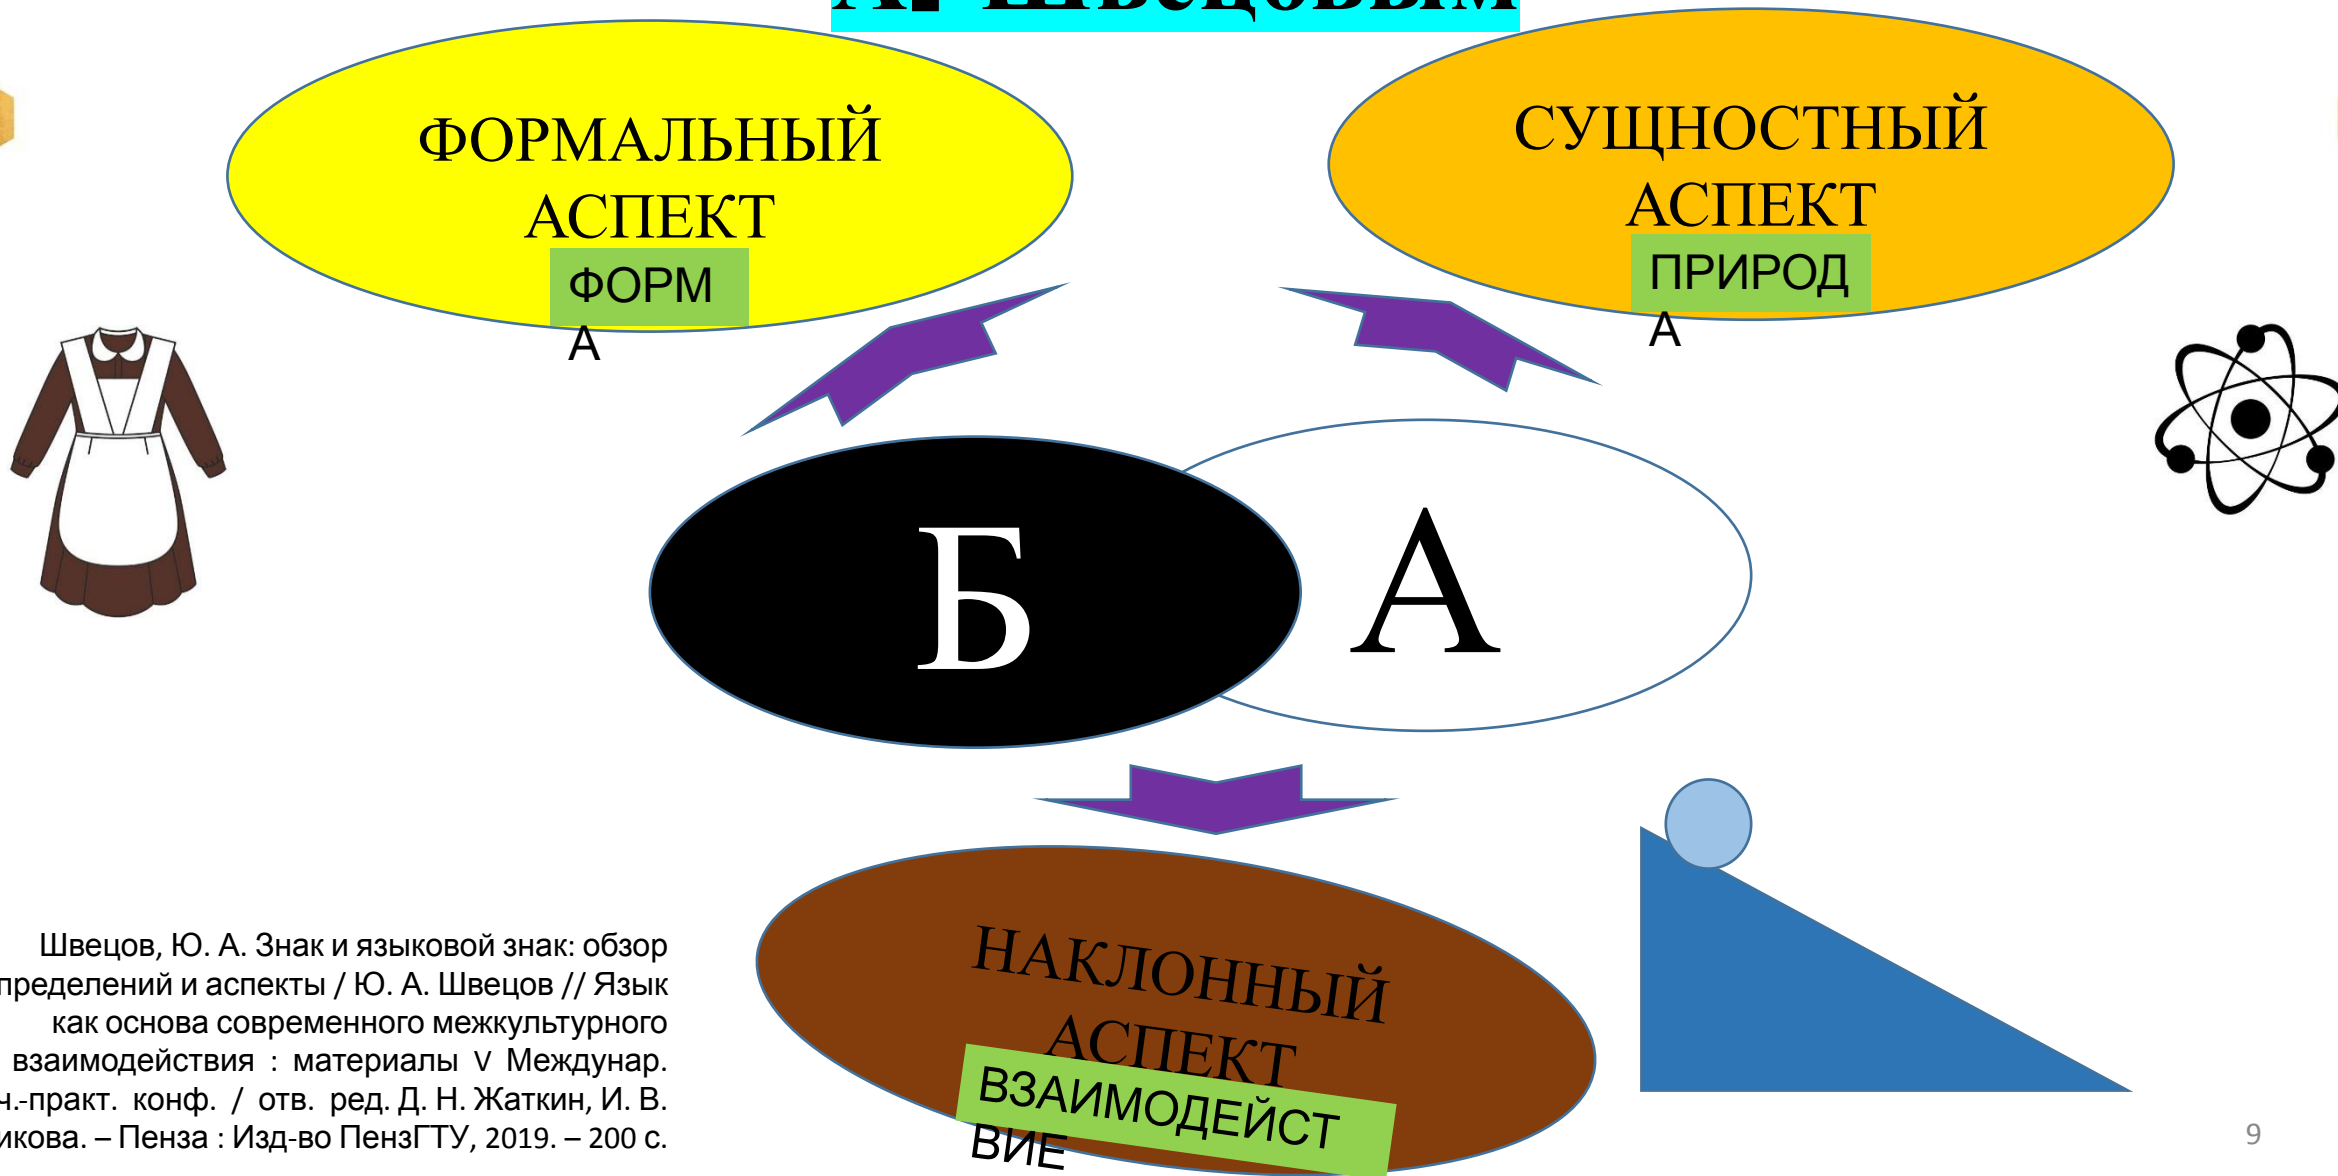 А. Швецовым
ФОРМАЛЬНЫЙ
АСПЕКТ
ФОРМ
А
СУЩНОСТНЫЙ
АСПЕКТ
ПРИРОД
А
Б
А
НАКЛОННЫЙ
АСПЕКТ
ВЗАИМОДЕЙСТ
ВИЕ
Швецов, Ю. А. Знак и языковой знак: обзор
пределений и аспекты / Ю. А. Швецов // Язык
как основа современного межкультурного
взаимодействия : материалы V Междунар.
ч.-практ. конф. / отв. ред. Д. Н. Жаткин, И. В.
икова. – Пенза : Изд-во ПензГТУ, 2019. – 200 с.
9